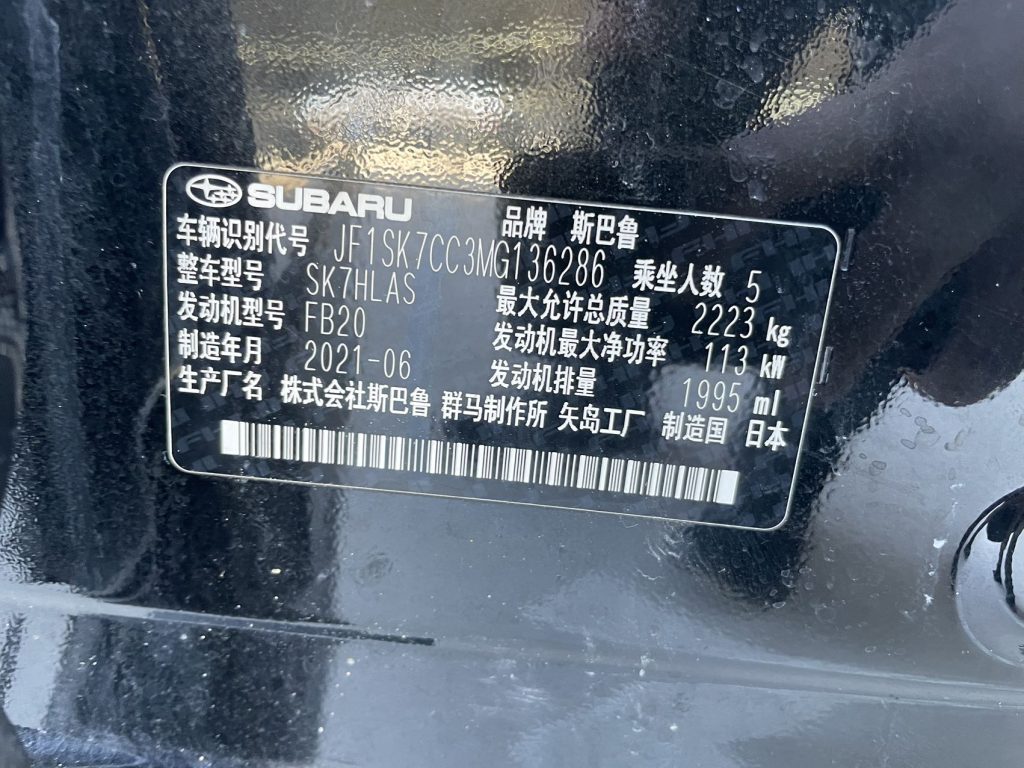 SUBARU 品牌 斯巴鲁
车辆识别代号 JF1SK7CC3MG136286 乘坐人数 5
整车型号 SK7HLAS 最大允许总质量 2223 kg
发动机型号 FB20 发动机最大净功率 113 kW
制造年月 2021-06 发动机排量 1995 ml
生产厂名 株式会社斯巴鲁 群马制作所 矢岛工厂 制造国 日本